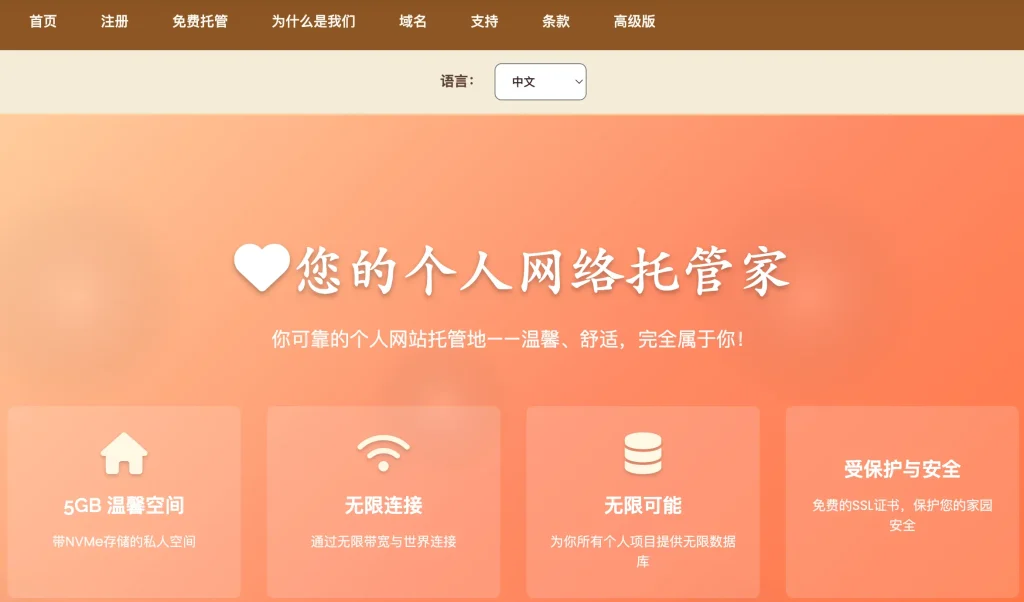 首页 注册 免费托管 为什么是我们 域名 支持 条款 高级版
语言： 中文
您的个人网络托管家
你可靠的个人网站托管地——温馨、舒适，完全属于你！
5GB 温馨空间
带NVMe存储的私人空间
无限连接
通过无限带宽与世界连接
无限可能
为你所有个人项目提供无限数据
库
受保护与安全
免费的SSL证书，保护您的家园
安全